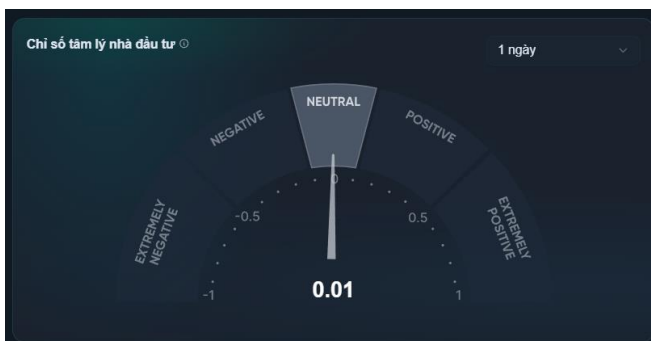 Chỉ số tâm lý nhà đầu tư
1 ngày
NEUTRAL
NEGATIVE
POSITIVE
EXTREMELY
NEGATIVE
EXTREMELY
POSITIVE
0
-0.5
0.5
-1
1
0.01